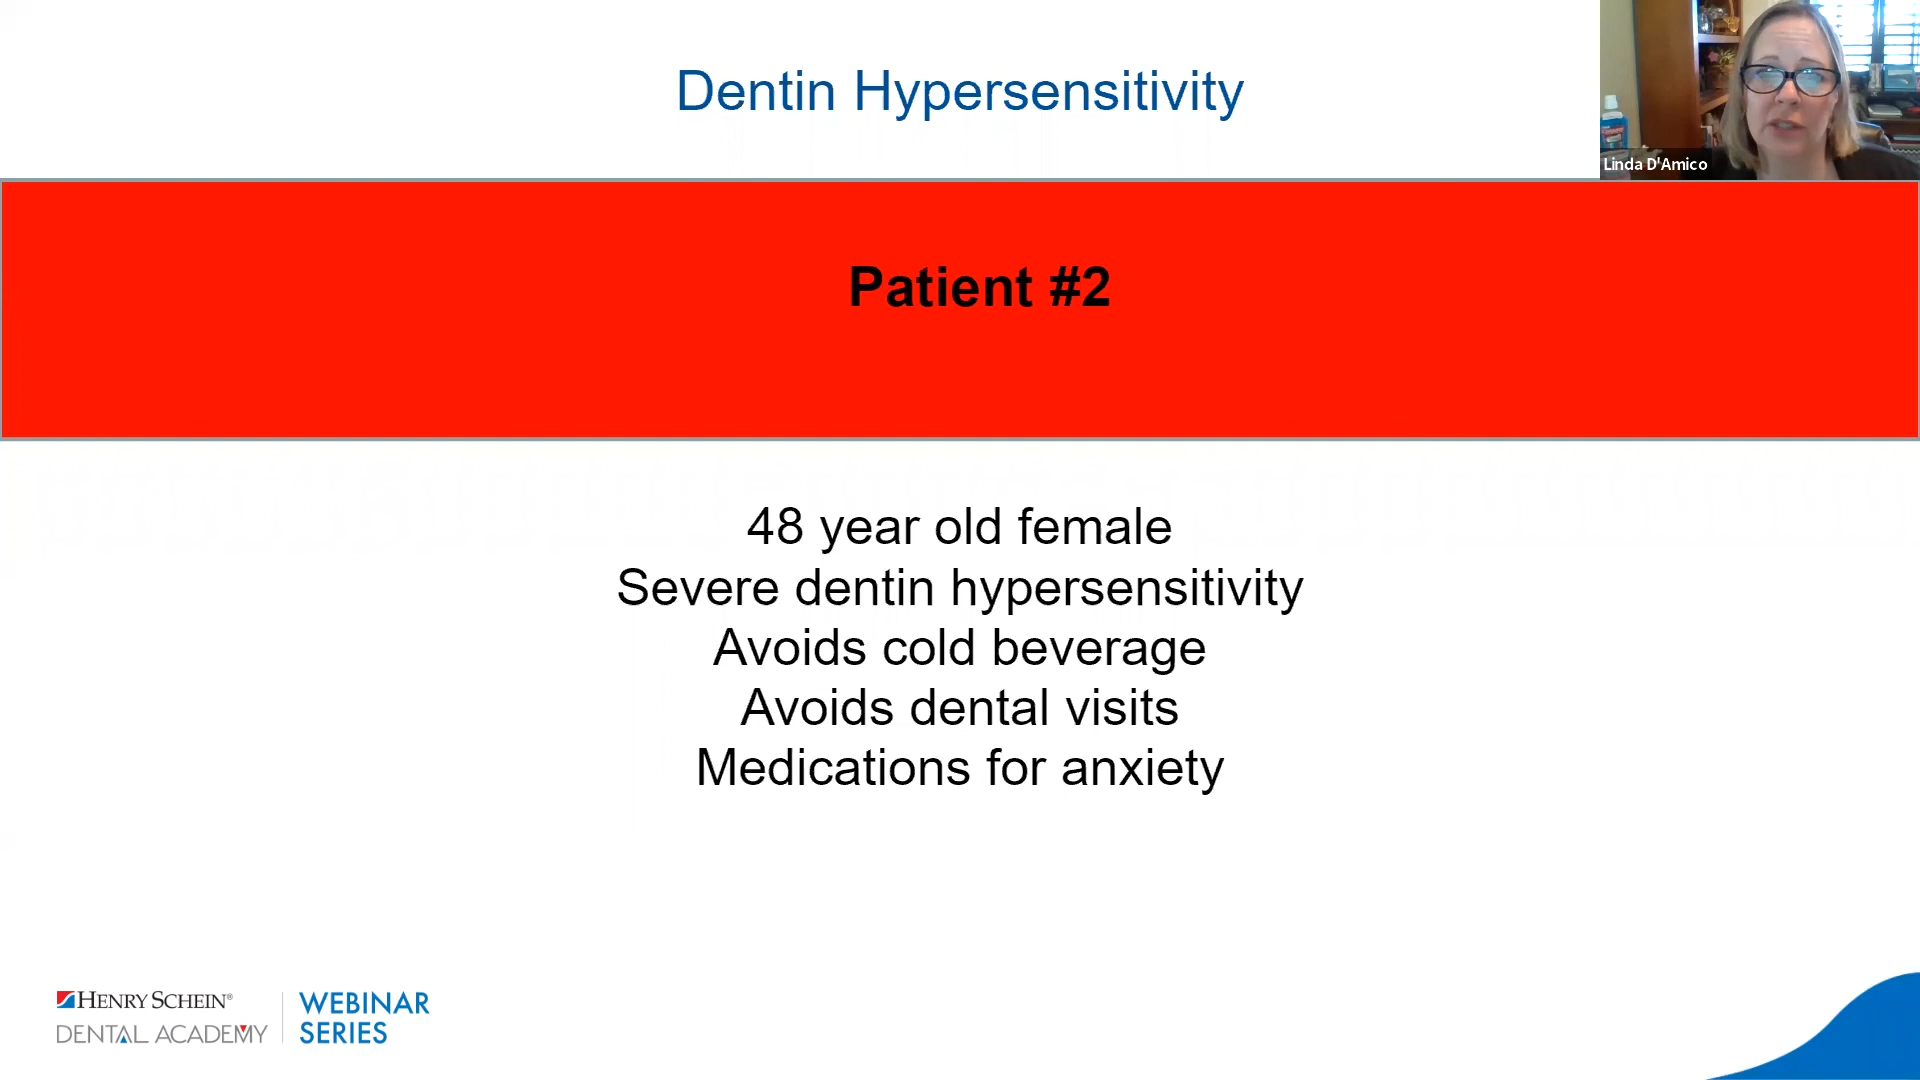 Dentin Hypersensitivity
Linda D'Amico
Patient #2
48 year old female
Severe dentin hypersensitivity
Avoids cold beverage
Avoids dental visits
Medications for anxiety
HENRY SCHEIN®
DENTAL ACADEMY
WEBINAR
SERIES